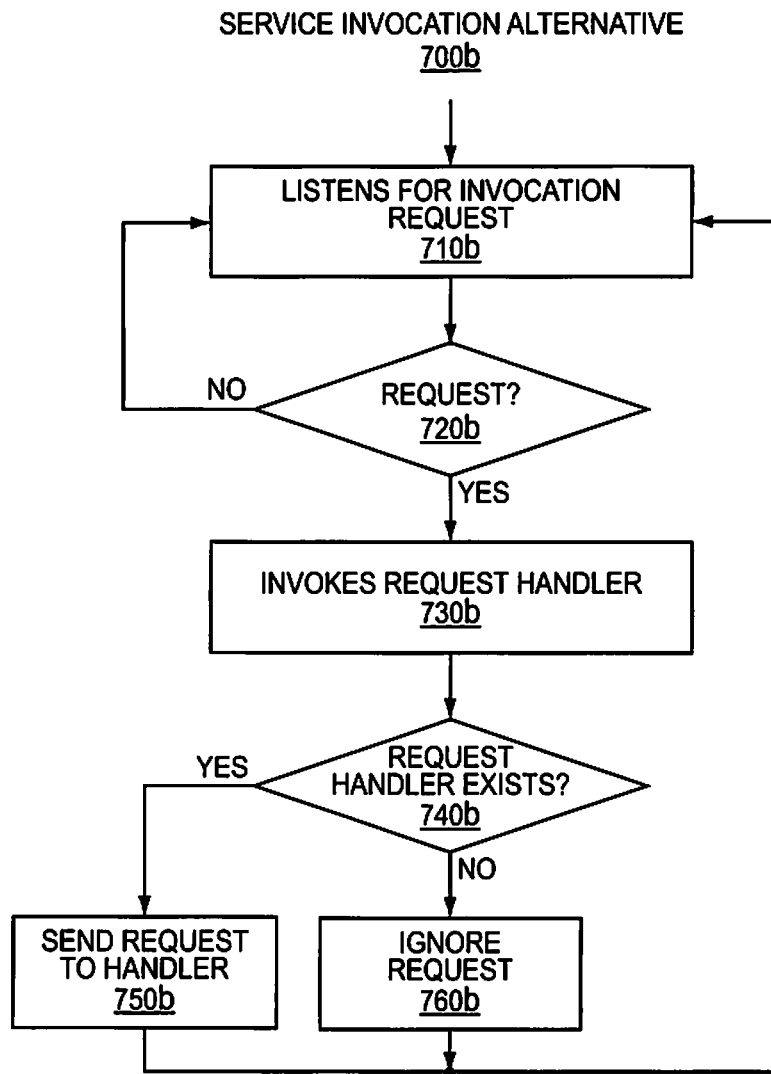 SERVICE INVOCATION ALTERNATIVE
700b
LISTENS FOR INVOCATION
REQUEST
710b
NO
REQUEST?
720b
YES
INVOKES REQUEST HANDLER
730b
YES
REQUEST
HANDLER EXISTS?
740b
NO
SEND REQUEST
TO HANDLER
750b
IGNORE
REQUEST
760b